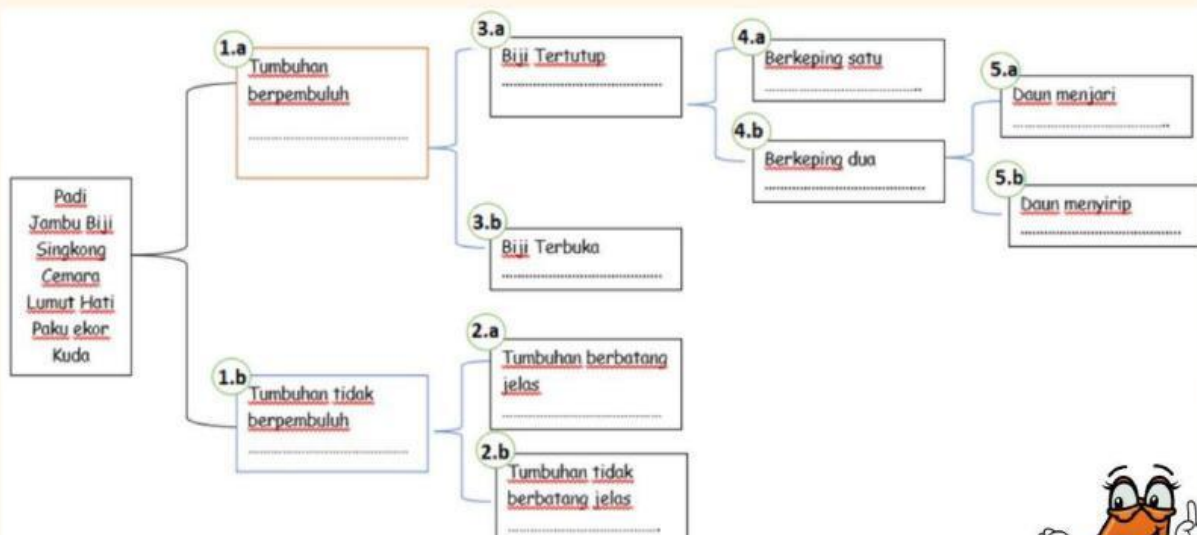 Padi
Jambu Biji
Singkong
Cemara
Lumut Hati
Paku ekor
Kuda
1.a
Tumbuhan
berpembuluh
........................................
1.b
Tumbuhan tidak
berpembuluh
........................................
3.a
Biji Tertutup
........................................
3.b
Biji Terbuka
........................................
2.a
Tumbuhan berbatang
jelas
........................................
2.b
Tumbuhan tidak
berbatang jelas
........................................
4.a
Berkeping satu
........................................
4.b
Berkeping dua
........................................
5.a
Daun menjari
........................................
5.b
Daun menyirip
........................................